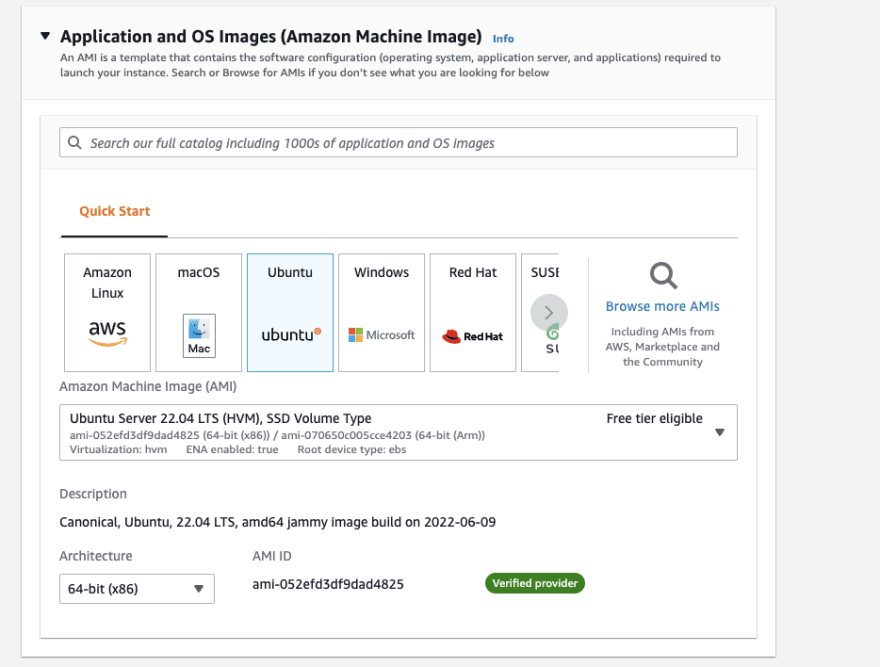 Application and OS Images (Amazon Machine Image) Info
An AMI is a template that contains the software configuration (operating system, application server, and applications) required to
launch your instance. Search or Browse for AMIs if you don't see what you are looking for below
Search our full catalog including 1000s of application and OS images
Quick Start
Amazon
Linux
aws
macOS
Mac
Ubuntu
ubuntu
Windows
Microsoft
Red Hat
RedHat
SUSE
SU
Browse more AMIs
Including AMIs from
AWS, Marketplace and
the Community
Amazon Machine Image (AMI)
Ubuntu Server 22.04 LTS (HVM), SSD Volume Type Free tier eligible
ami-052efd3df9dad4825 (64-bit (x86)) / ami-070650c005cce4203 (64-bit (Arm))
Virtualization: hvm ENA enabled: true Root device type: ebs
Description
Canonical, Ubuntu, 22.04 LTS, amd64 jammy image build on 2022-06-09
Architecture AMI ID
64-bit (x86) ami-052efd3df9dad4825 Verified provider